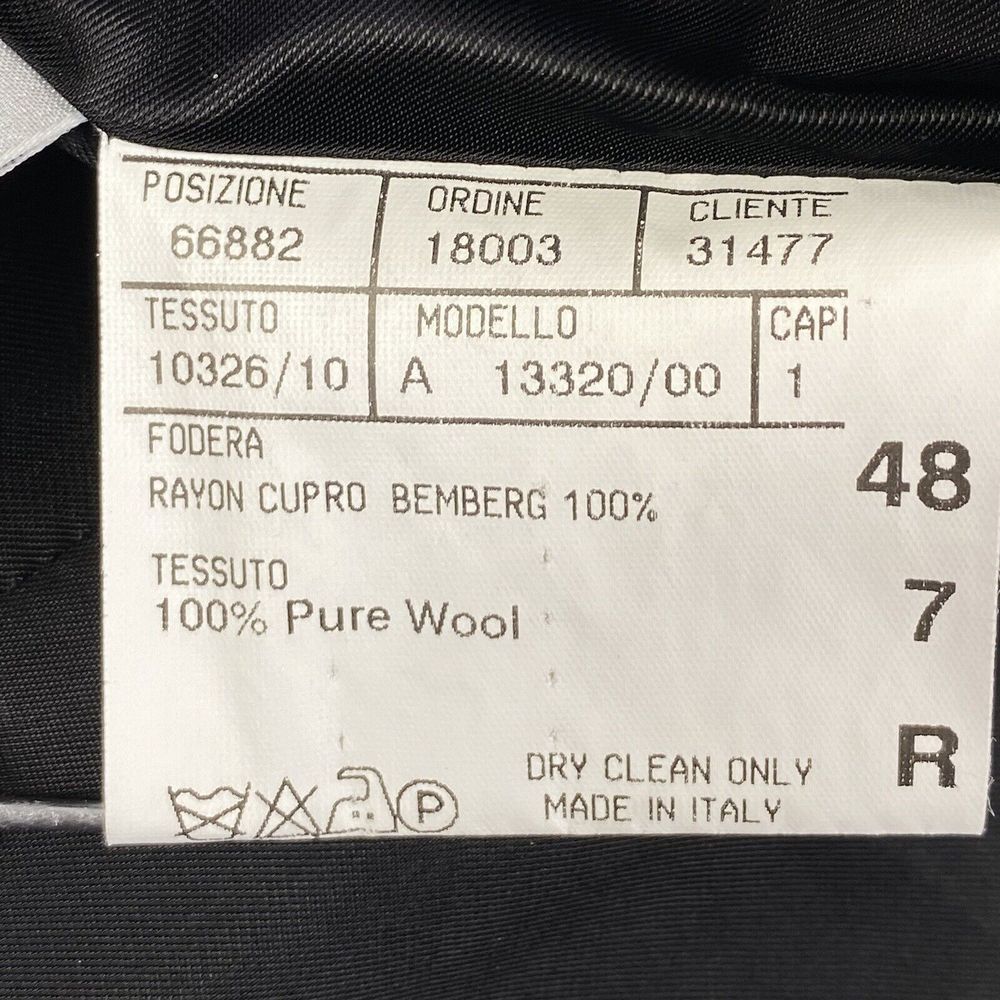 POSIZIONE ORDINE CLIENTE
66882 18003 31477
TESSUTO MODELLO CAPI
10326/10 A 13320/00 1
FODERA
RAYON CUPRO BEMBERG 100%
48
TESSUTO
100% Pure Wool
7
R
DRY CLEAN ONLY
MADE IN ITALY
P